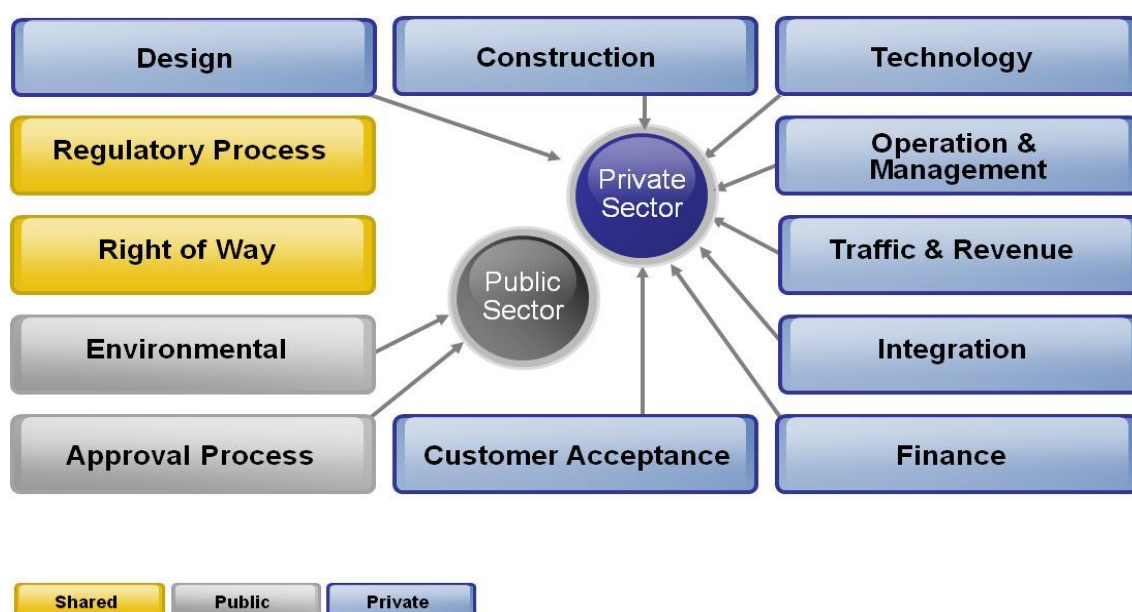 Design
Construction
Technology
Regulatory Process
Operation &
Management
Private
Sector
Right of Way
Traffic & Revenue
Public
Sector
Environmental
Integration
Approval Process
Customer Acceptance
Finance
Shared
Public
Private